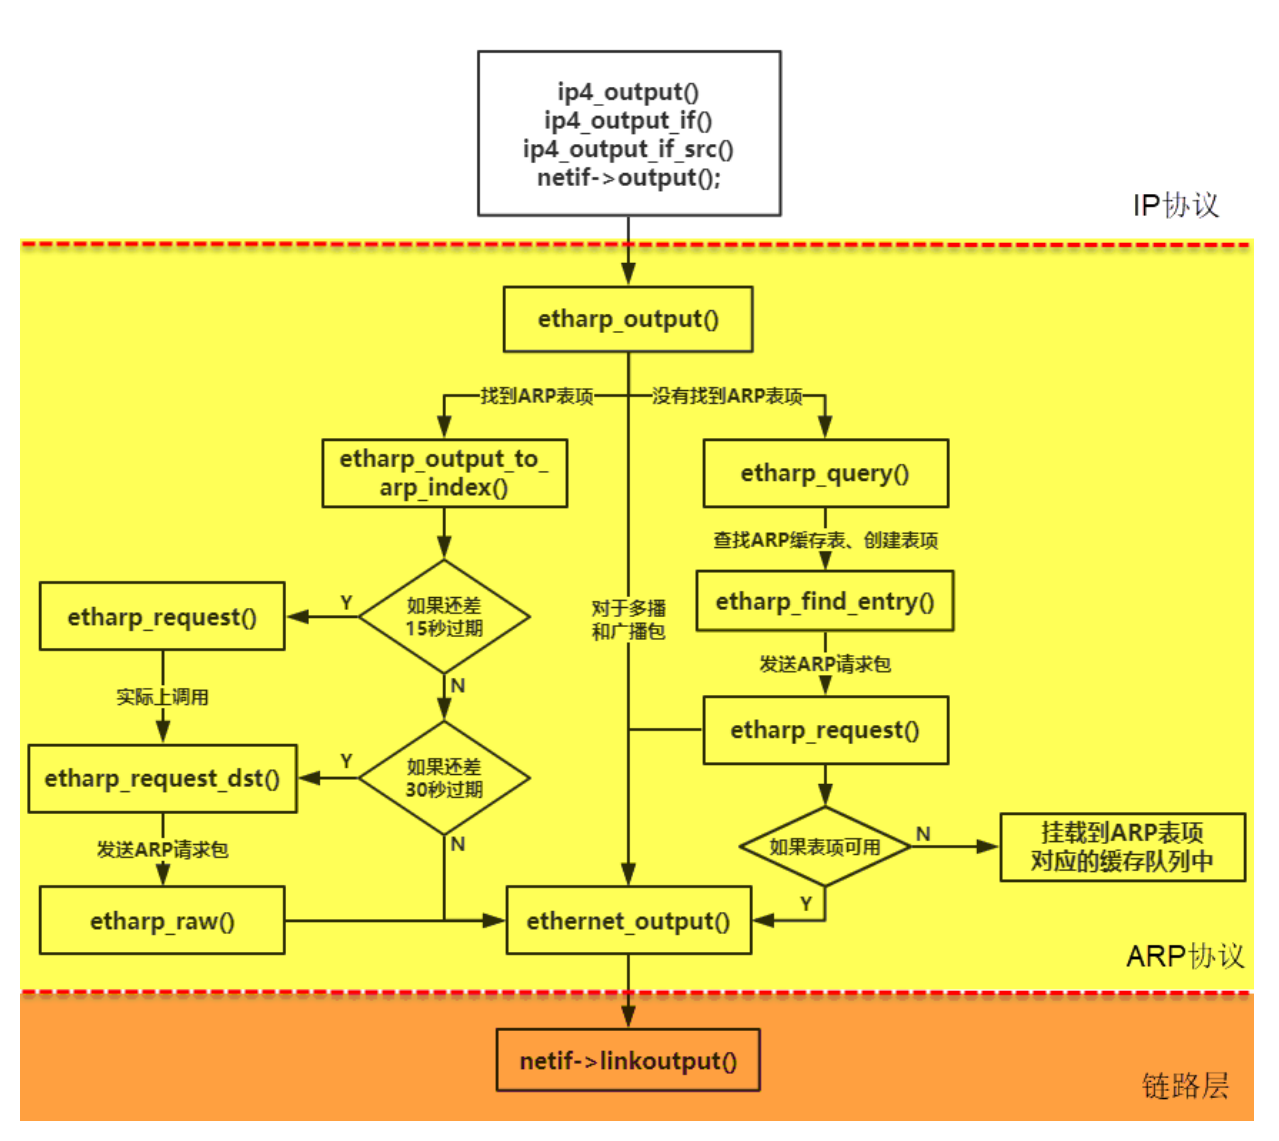 ip4_output()
ip4_output_if()
ip4_output_if_src()
netif->output();
IP协议
etharp_output()
找到ARP表项
没有找到ARP表项
etharp_output_to_
arp_index()
etharp_query()
查找ARP缓存表、创建表项
etharp_request()
Y
如果还差
15秒过期
对于多播
和广播包
etharp_find_entry()
发送ARP请求包
实际上调用
N
etharp_request()
etharp_request_dst()
Y
如果还差
30秒过期
N
发送ARP请求包
如果表项可用
N
挂载到ARP表项
对应的缓存队列中
Y
etharp_raw()
ethernet_output()
ARP协议
netif->linkoutput()
链路层